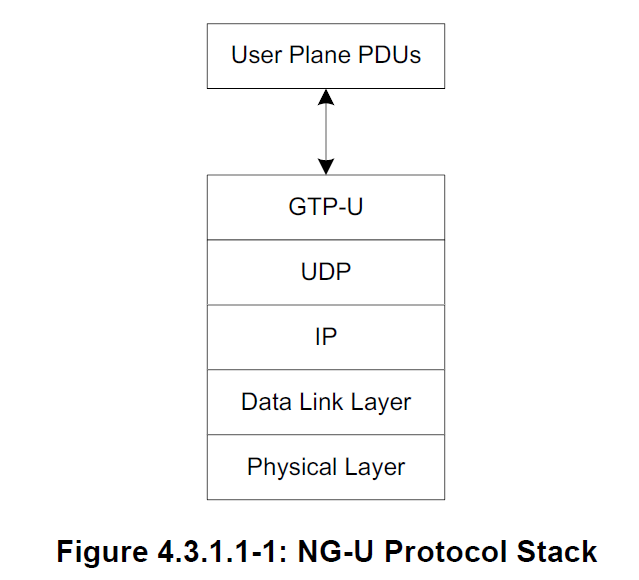 User Plane PDUs
GTP-U
UDP
IP
Data Link Layer
Physical Layer
Figure 4.3.1.1-1: NG-U Protocol Stack